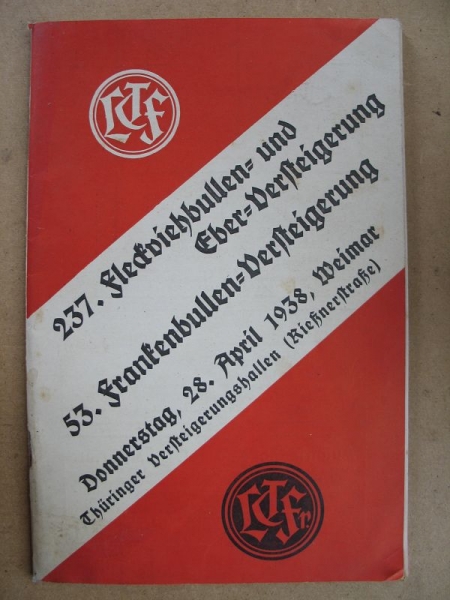 LTF
237. Fleckviehbullen- und
Eber-Versteigerung
53. Frankenbullen-Versteigerung
Donnerstag, 28. April 1938, Weimar
Thüringer Versteigerungshallen (Rießnerstraße)
LTFr.